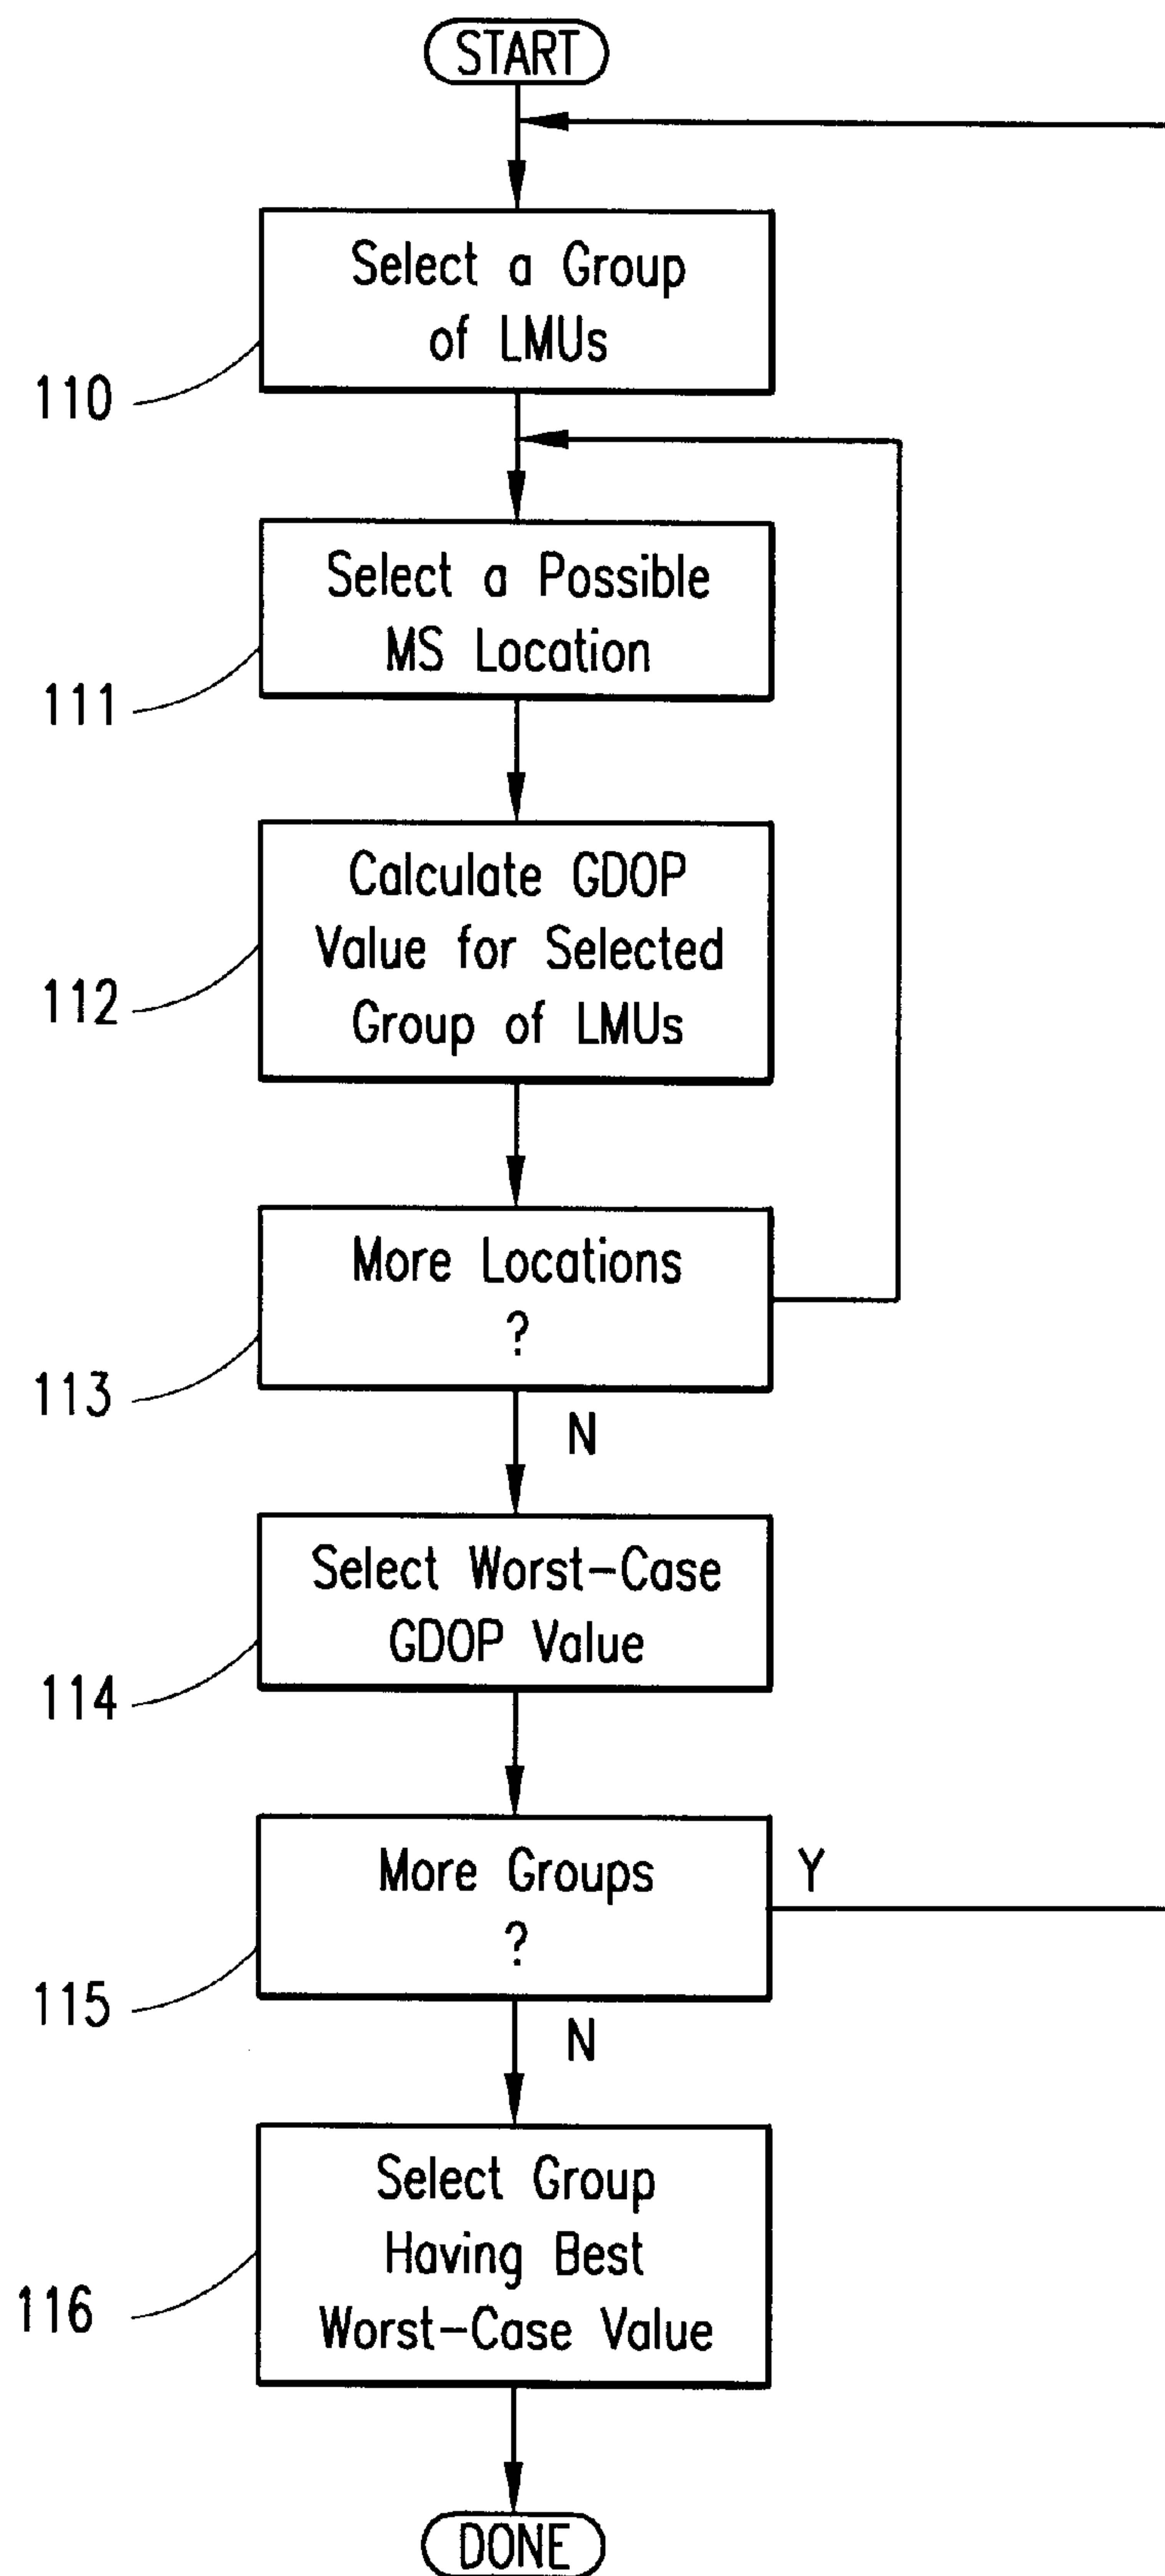 START
Select a Group
of LMUs
110
Select a Possible
MS Location
111
Calculate GDOP
Value for Selected
Group of LMUs
112
More Locations
?
113
N
Select Worst-Case
GDOP Value
114
More Groups
?
Y
115
N
Select Group
Having Best
Worst-Case Value
116
DONE